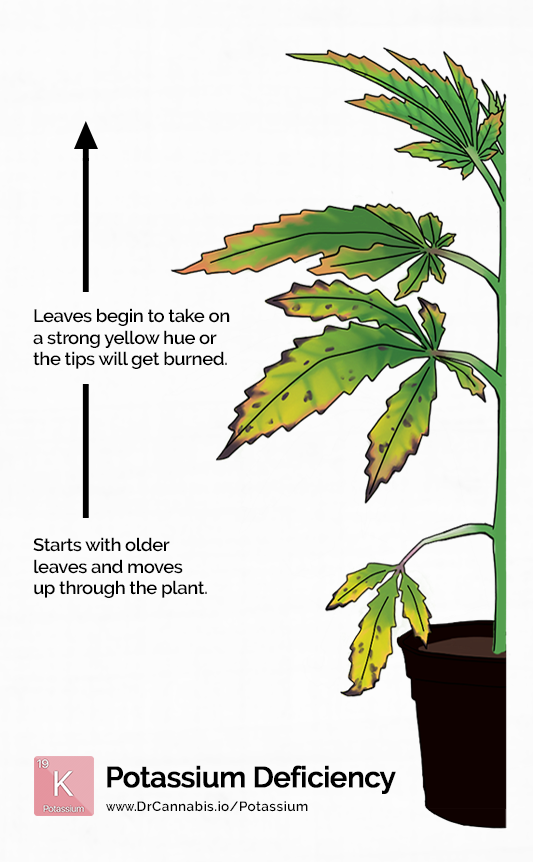 Leaves begin to take on
a strong yellow hue or
the tips will get burned.
Starts with older
leaves and moves
up through the plant.
19
K
Potassium
Potassium Deficiency
www.DrCannabis.io/Potassium